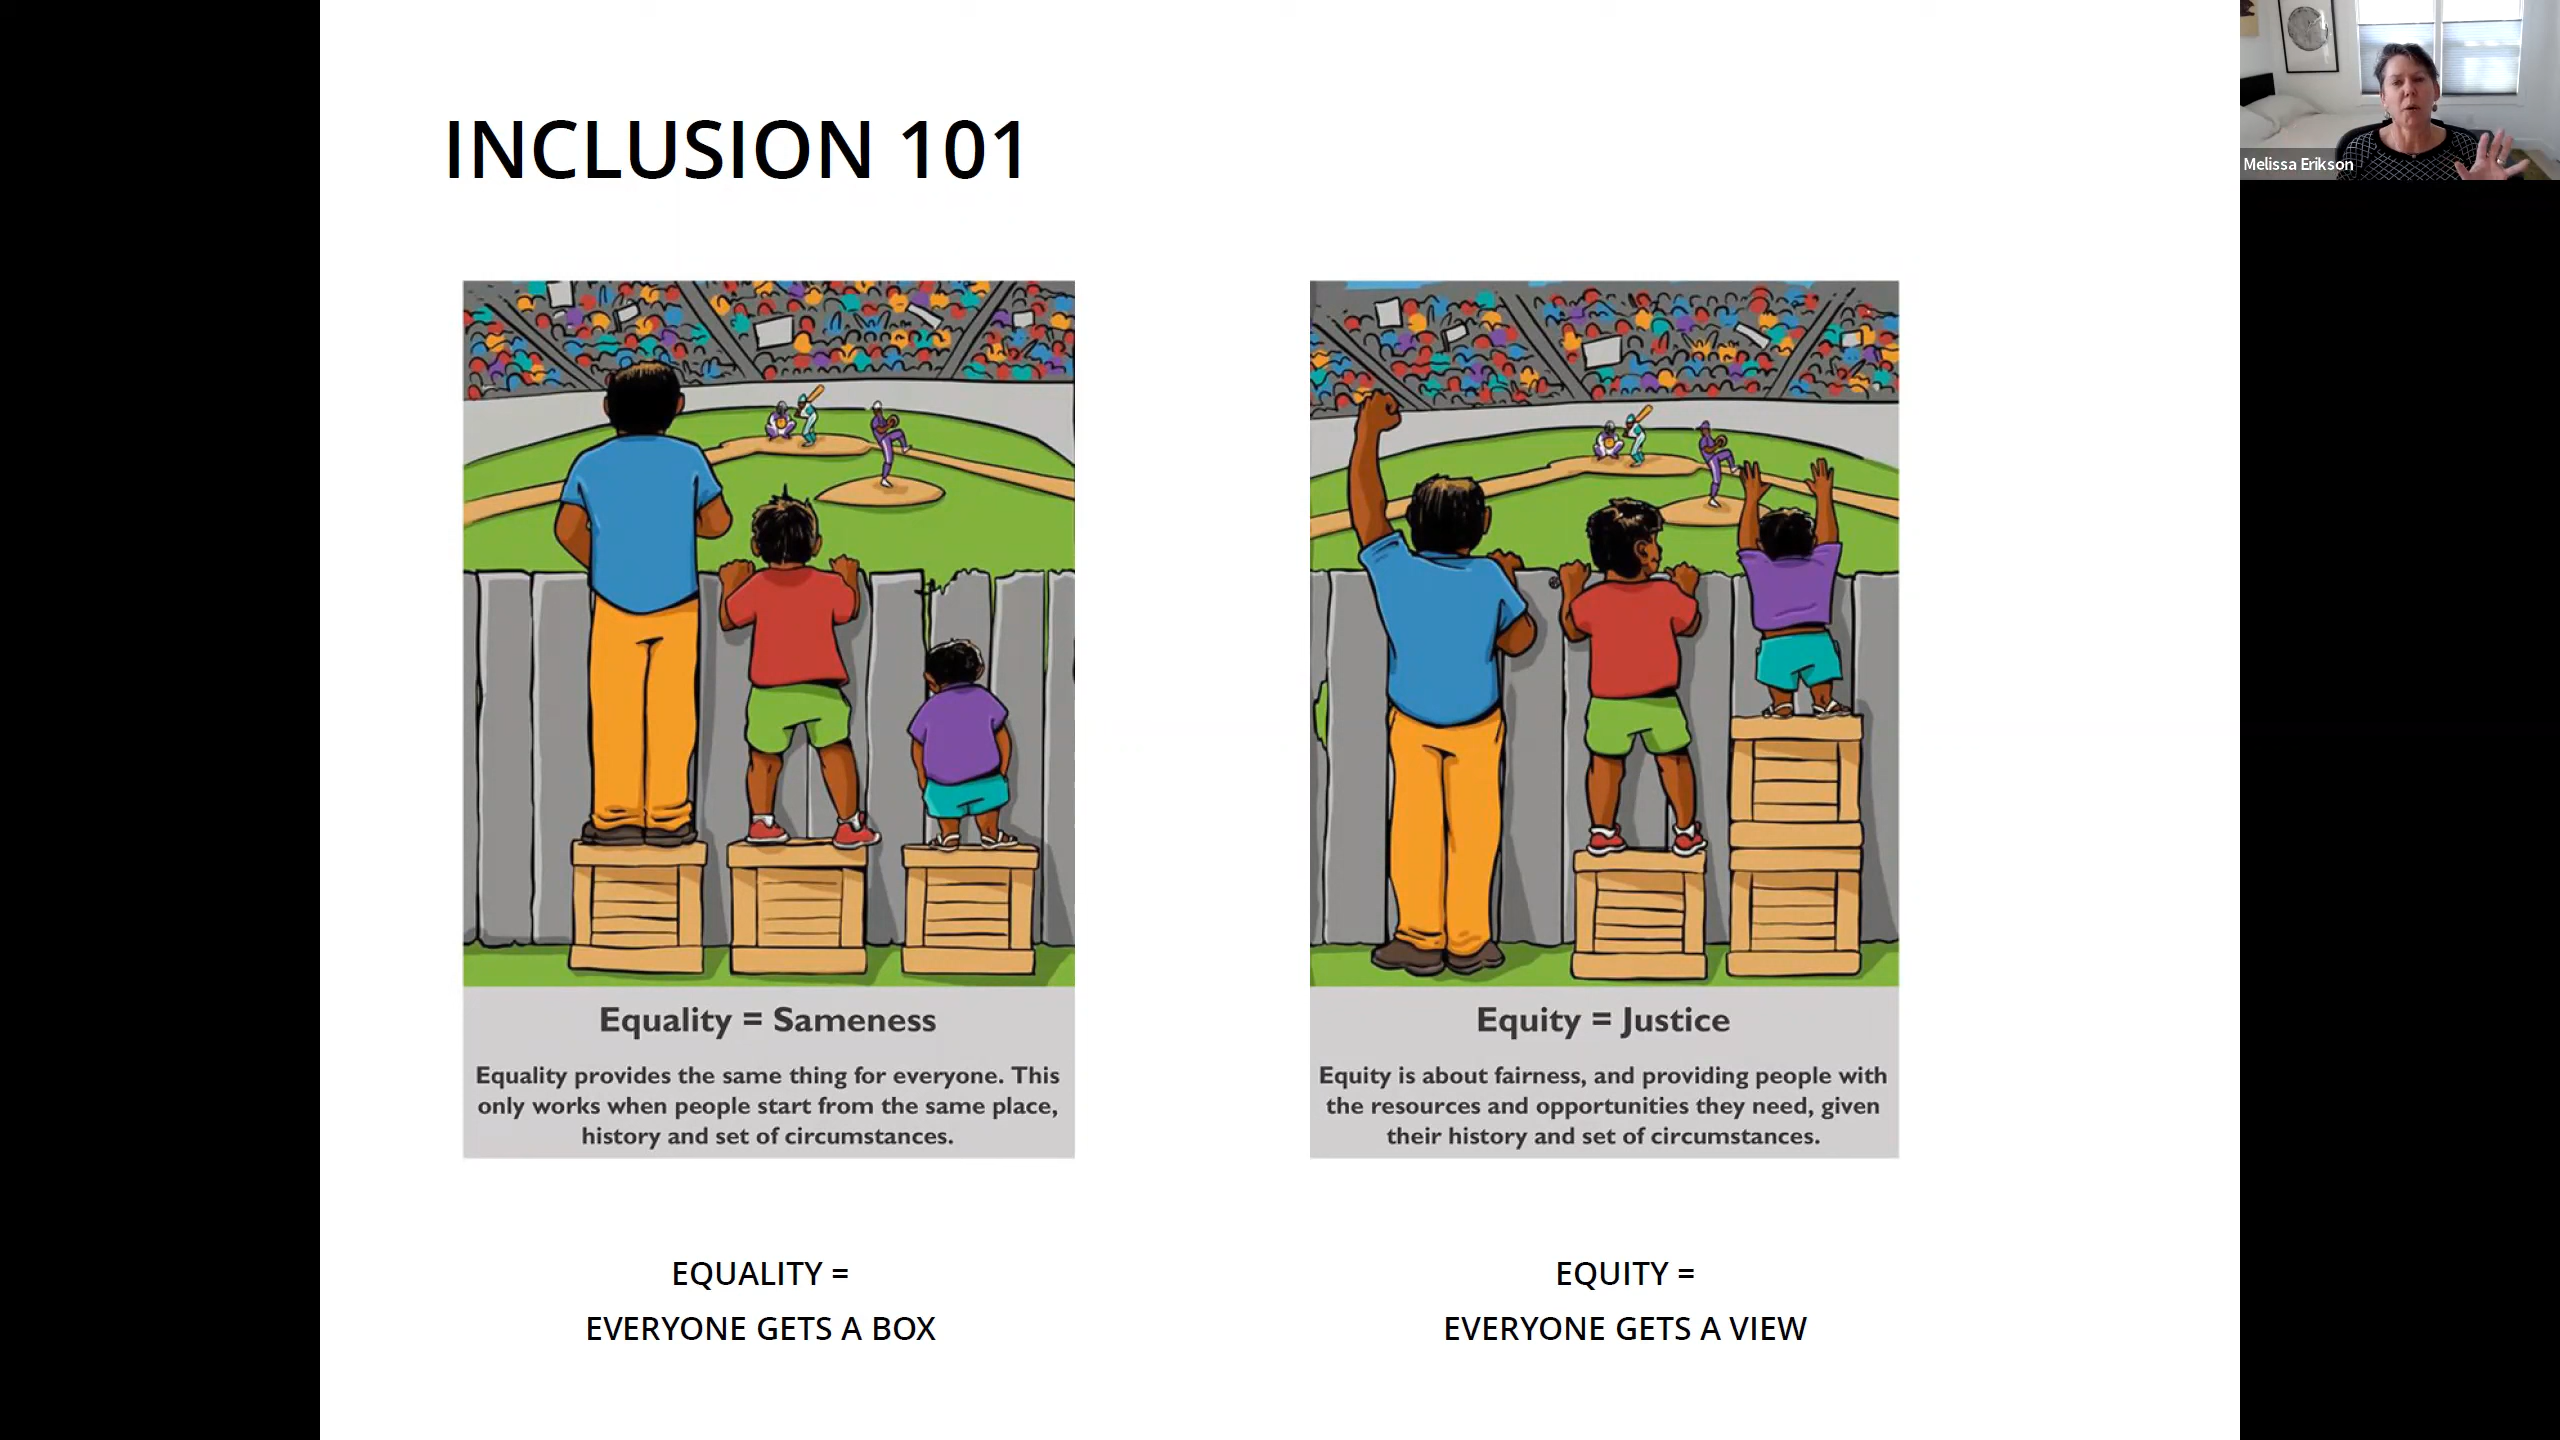 INCLUSION 101
Melissa Erikson
Equality = Sameness
Equality provides the same thing for everyone. This
only works when people start from the same place,
history and set of circumstances.
EQUALITY =
EVERYONE GETS A BOX
Equity = Justice
Equity is about fairness, and providing people with
the resources and opportunities they need, given
their history and set of circumstances.
EQUITY =
EVERYONE GETS A VIEW